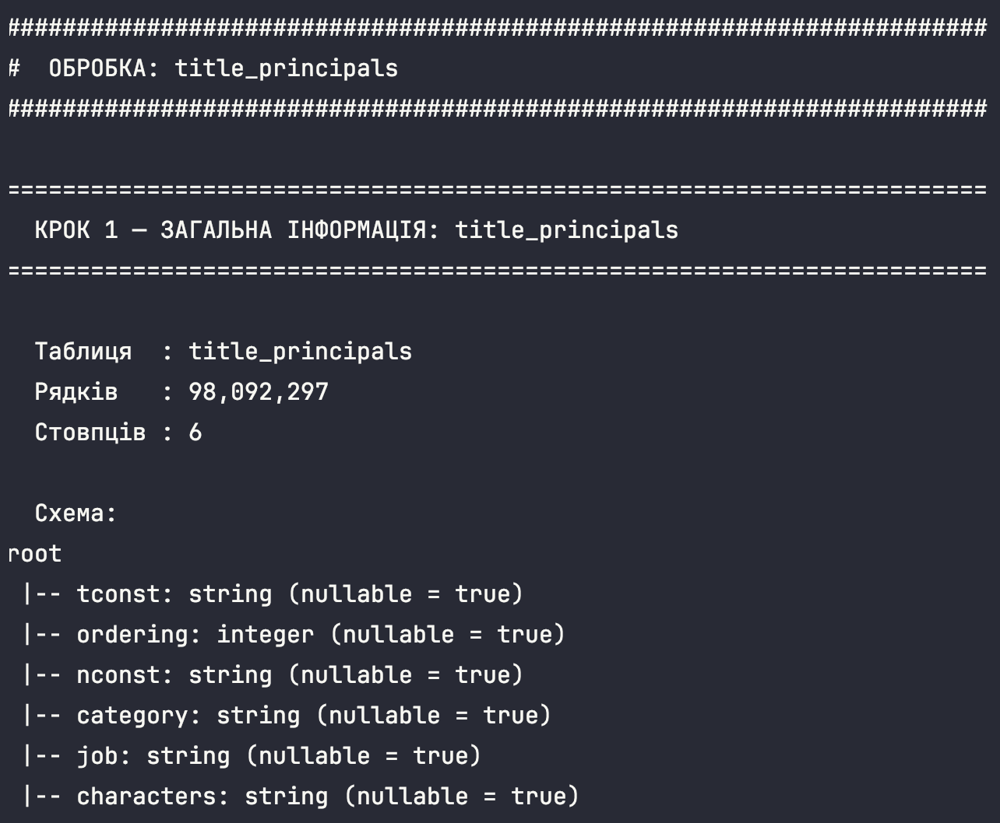 ######################################################################
#  ОБРОБКА: title_principals
######################################################################
======================================================================
  КРОК 1 — ЗАГАЛЬНА ІНФОРМАЦІЯ: title_principals
======================================================================
  Таблиця  : title_principals
  Рядків   : 98,092,297
  Стовпців : 6
  Схема:
root
 |-- tconst: string (nullable = true)
 |-- ordering: integer (nullable = true)
 |-- nconst: string (nullable = true)
 |-- category: string (nullable = true)
 |-- job: string (nullable = true)
 |-- characters: string (nullable = true)